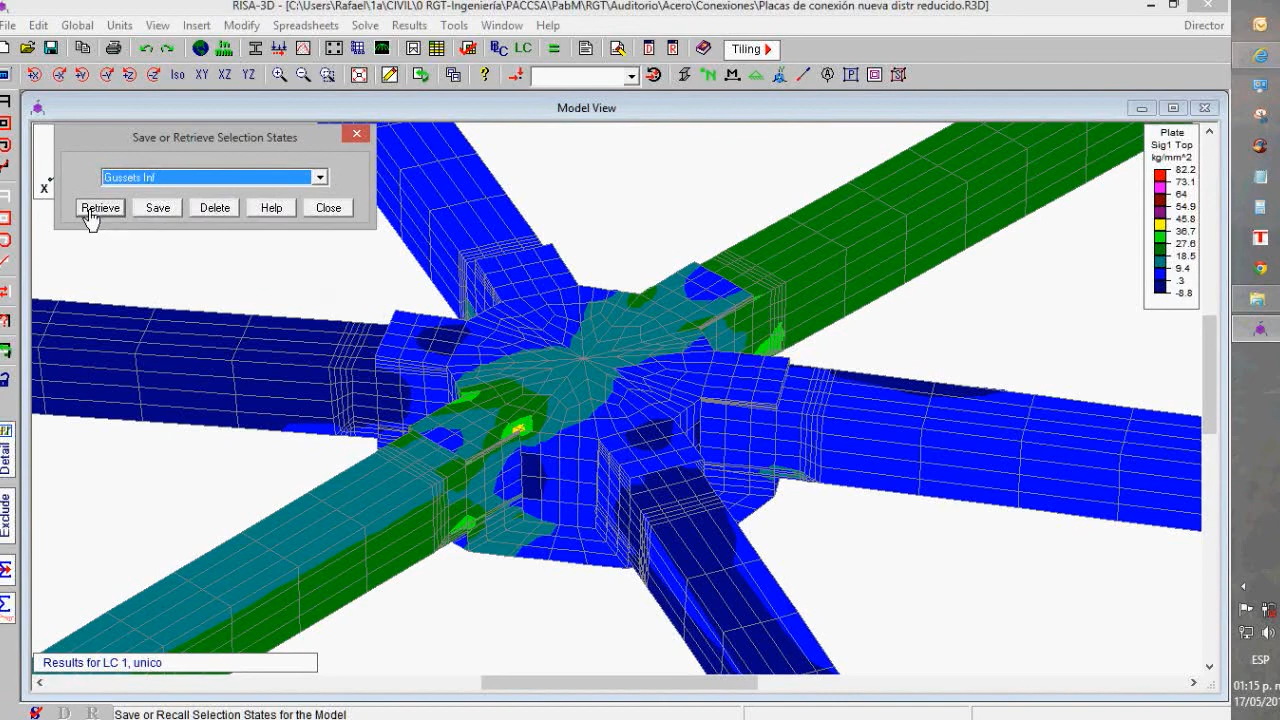 RISA-3D - [C:\Users\Rafael\1a\CIVIL\0 RGT-Ingeniería\PACCSA\PabM\RGT\Auditorio\Acero\Conexiones\Placas de conexión nueva distr reducido.R3D]
File Edit Global Units View Insert Modify Spreadsheets Solve Results Tools Window Help
Director
LC
D R
Tiling
Iso XY XZ YZ
Model View
Save or Retrieve Selection States
Gussets Inf
Retrieve Save Delete Help Close
X
Plate
Sig1 Top
kg/mm^2
82.2
73.1
64
54.9
45.8
36.7
27.6
18.5
9.4
.3
-8.8
Detail
Exclude
ESP
01:15 p.
17/05/20
Results for LC 1, unico
D R
Save or Recall Selection States for the Model